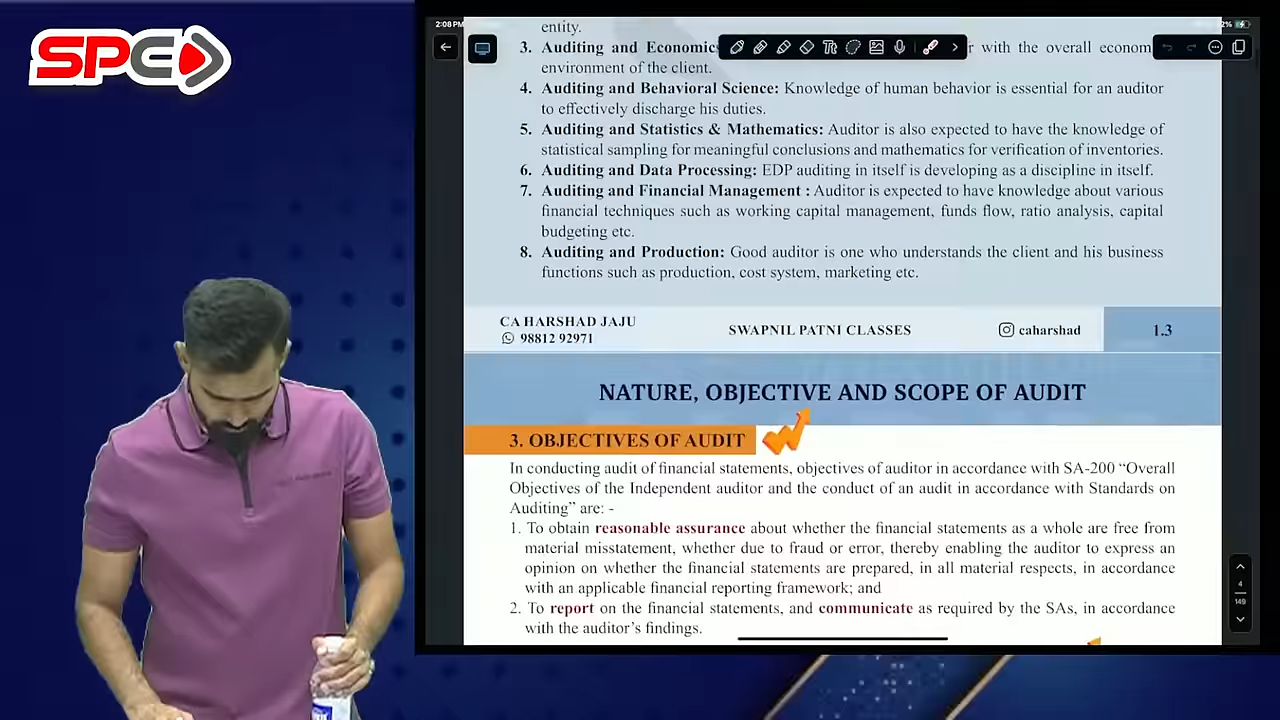 SPC
2:08 PM
2%
entity.
3. Auditing and Economics r with the overall econom
environment of the client.
4. Auditing and Behavioral Science: Knowledge of human behavior is essential for an auditor
to effectively discharge his duties.
5. Auditing and Statistics & Mathematics: Auditor is also expected to have the knowledge of
statistical sampling for meaningful conclusions and mathematics for verification of inventories.
6. Auditing and Data Processing: EDP auditing in itself is developing as a discipline in itself.
7. Auditing and Financial Management : Auditor is expected to have knowledge about various
financial techniques such as working capital management, funds flow, ratio analysis, capital
budgeting etc.
8. Auditing and Production: Good auditor is one who understands the client and his business
functions such as production, cost system, marketing etc.
CA HARSHAD JAJU
98812 92971
SWAPNIL PATNI CLASSES
caharshad
1.3
NATURE, OBJECTIVE AND SCOPE OF AUDIT
3. OBJECTIVES OF AUDIT
In conducting audit of financial statements, objectives of auditor in accordance with SA-200 “Overall
Objectives of the Independent auditor and the conduct of an audit in accordance with Standards on
Auditing” are: -
1. To obtain reasonable assurance about whether the financial statements as a whole are free from
material misstatement, whether due to fraud or error, thereby enabling the auditor to express an
opinion on whether the financial statements are prepared, in all material respects, in accordance
with an applicable financial reporting framework; and
2. To report on the financial statements, and communicate as required by the SAs, in accordance
with the auditor’s findings.
4
149